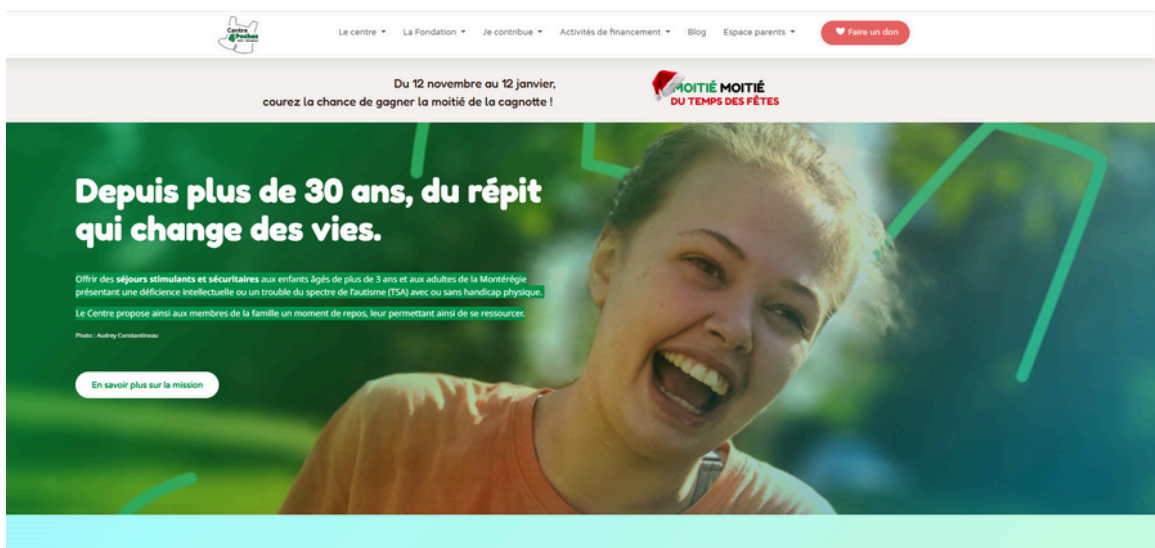 Centre
4 Poches
Le centre
La Fondation
Je contribue
Activités de financement
Blog
Espace parents
Faire un don
Du 12 novembre au 12 janvier,
courez la chance de gagner la moitié de la cagnotte !
MOITIÉ MOITIÉ
DU TEMPS DES FÊTES
Depuis plus de 30 ans, du répit
qui change des vies.
Offrir des séjours stimulants et sécuritaires aux enfants âgés de plus de 3 ans et aux adultes de la Montérégie
présentant une déficience intellectuelle ou un trouble du spectre de l'autisme (TSA) avec ou sans handicap physique.
Le Centre propose ainsi aux membres de la famille un moment de repos, leur permettant ainsi de se ressourcer.
Photo : Audrey Constantineau
En savoir plus sur la mission